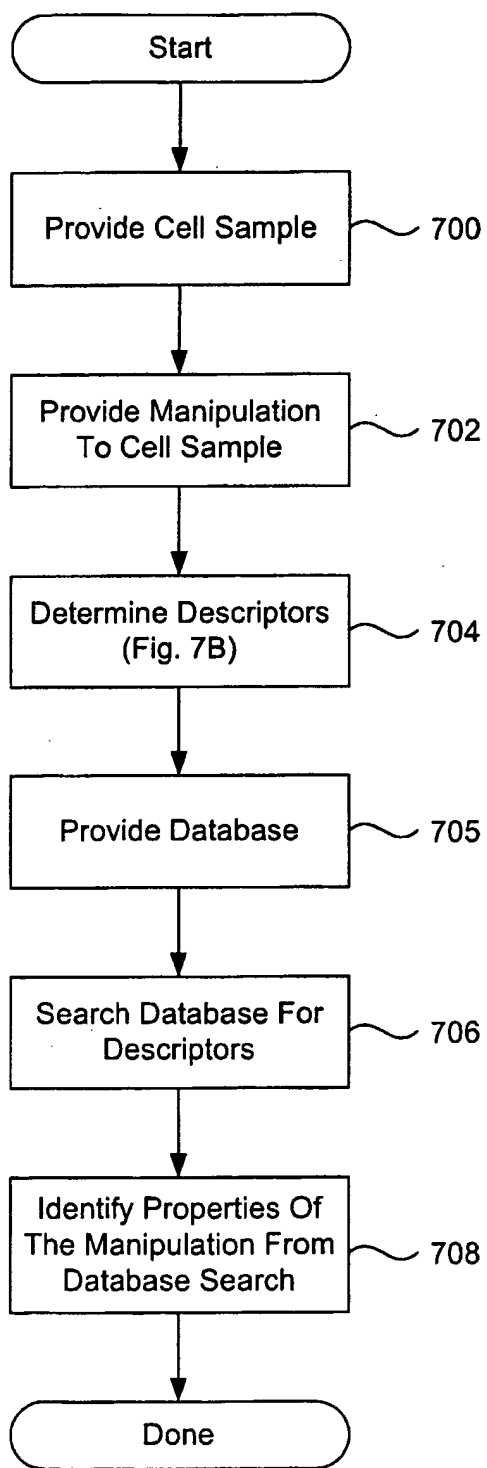 Start
Provide Cell Sample
700
Provide Manipulation
To Cell Sample
702
Determine Descriptors
(Fig. 7B)
704
Provide Database
705
Search Database For
Descriptors
706
Identify Properties Of
The Manipulation From
Database Search
708
Done